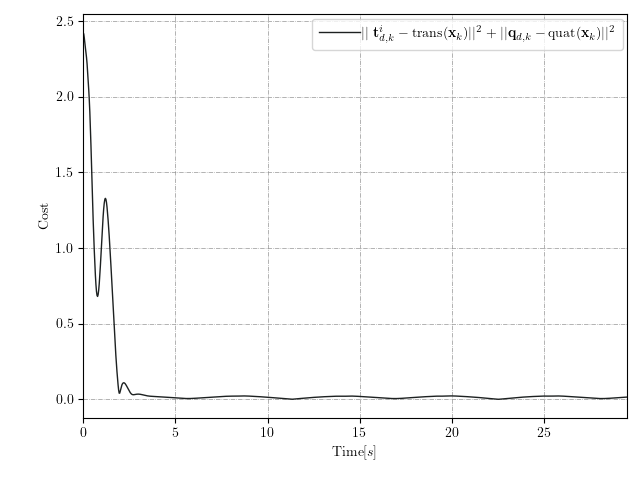 || t^i_{d,k} − trans(x_k)||^2 + ||q_{d,k} − quat(x_k)||^2
2.5
2.0
1.5
1.0
0.5
0.0
Cost
0 5 10 15 20 25
Time[s]